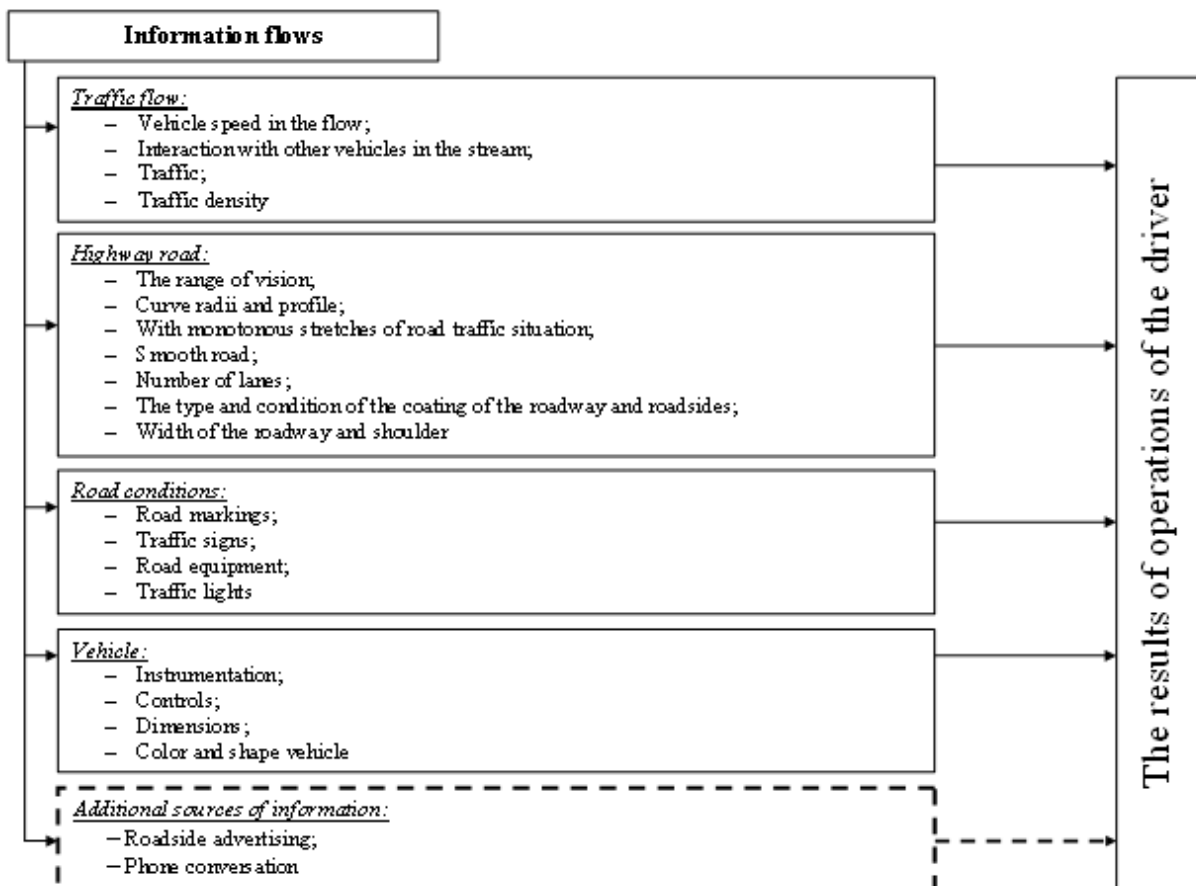 Information flows
Traffic flow:
– Vehicle speed in the flow;
– Interaction with other vehicles in the stream;
– Traffic;
– Traffic density
Highway road:
– The range of vision;
– Curve radii and profile;
– With monotonous stretches of road traffic situation;
– Smooth road;
– Number of lanes;
– The type and condition of the coating of the roadway and roadsides;
– Width of the roadway and shoulder
Road conditions:
– Road markings;
– Traffic signs;
– Road equipment;
– Traffic lights
Vehicle:
– Instrumentation;
– Controls;
– Dimensions;
– Color and shape vehicle
Additional sources of information:
– Roadside advertising;
– Phone conversation
The results of operations of the driver